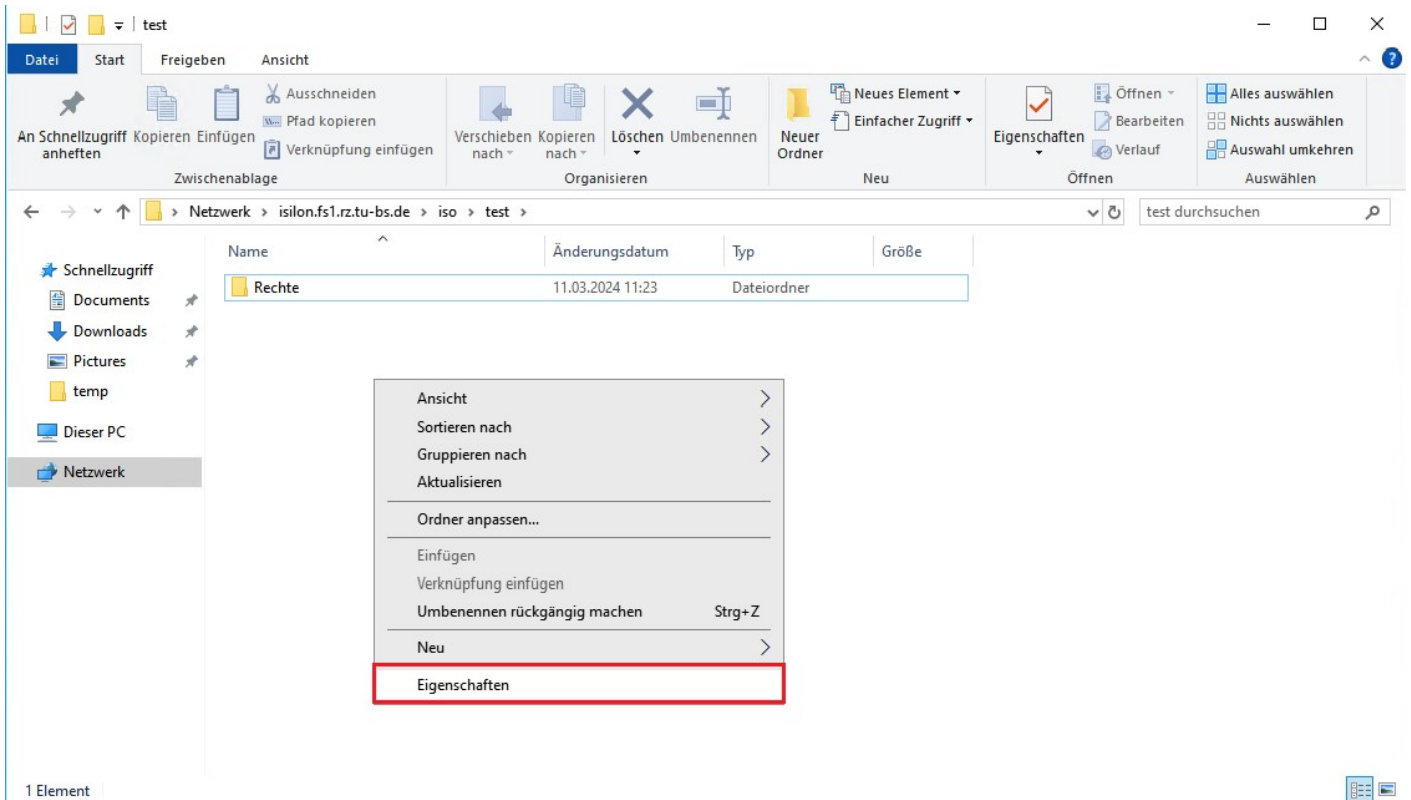 test
Datei Start Freigeben Ansicht
An Schnellzugriff anheften
Kopieren
Einfügen
Ausschneiden
Pfad kopieren
Verknüpfung einfügen
Zwischenablage
Verschieben nach
Kopieren nach
Löschen
Umbenennen
Organisieren
Neuer Ordner
Neues Element
Einfacher Zugriff
Neu
Eigenschaften
Öffnen
Bearbeiten
Verlauf
Öffnen
Alles auswählen
Nichts auswählen
Auswahl umkehren
Auswählen
Netzwerk > isilon.fs1.rz.tu-bs.de > iso > test >
test durchsuchen
Schnellzugriff
Documents
Downloads
Pictures
temp
Dieser PC
Netzwerk
Name Änderungsdatum Typ Größe
Rechte 11.03.2024 11:23 Dateiordner
Ansicht
Sortieren nach
Gruppieren nach
Aktualisieren
Ordner anpassen...
Einfügen
Verknüpfung einfügen
Umbenennen rückgängig machen Strg+Z
Neu
Eigenschaften
1 Element